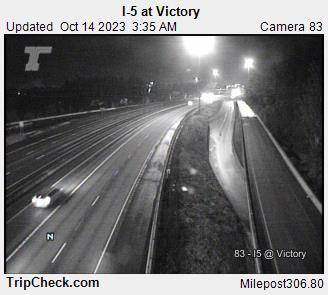 I-5 at Victory
Updated Oct 14 2023 3:35 AM Camera 83
T
N
83 - I5 @ Victory
TripCheck.com Milepost306.80